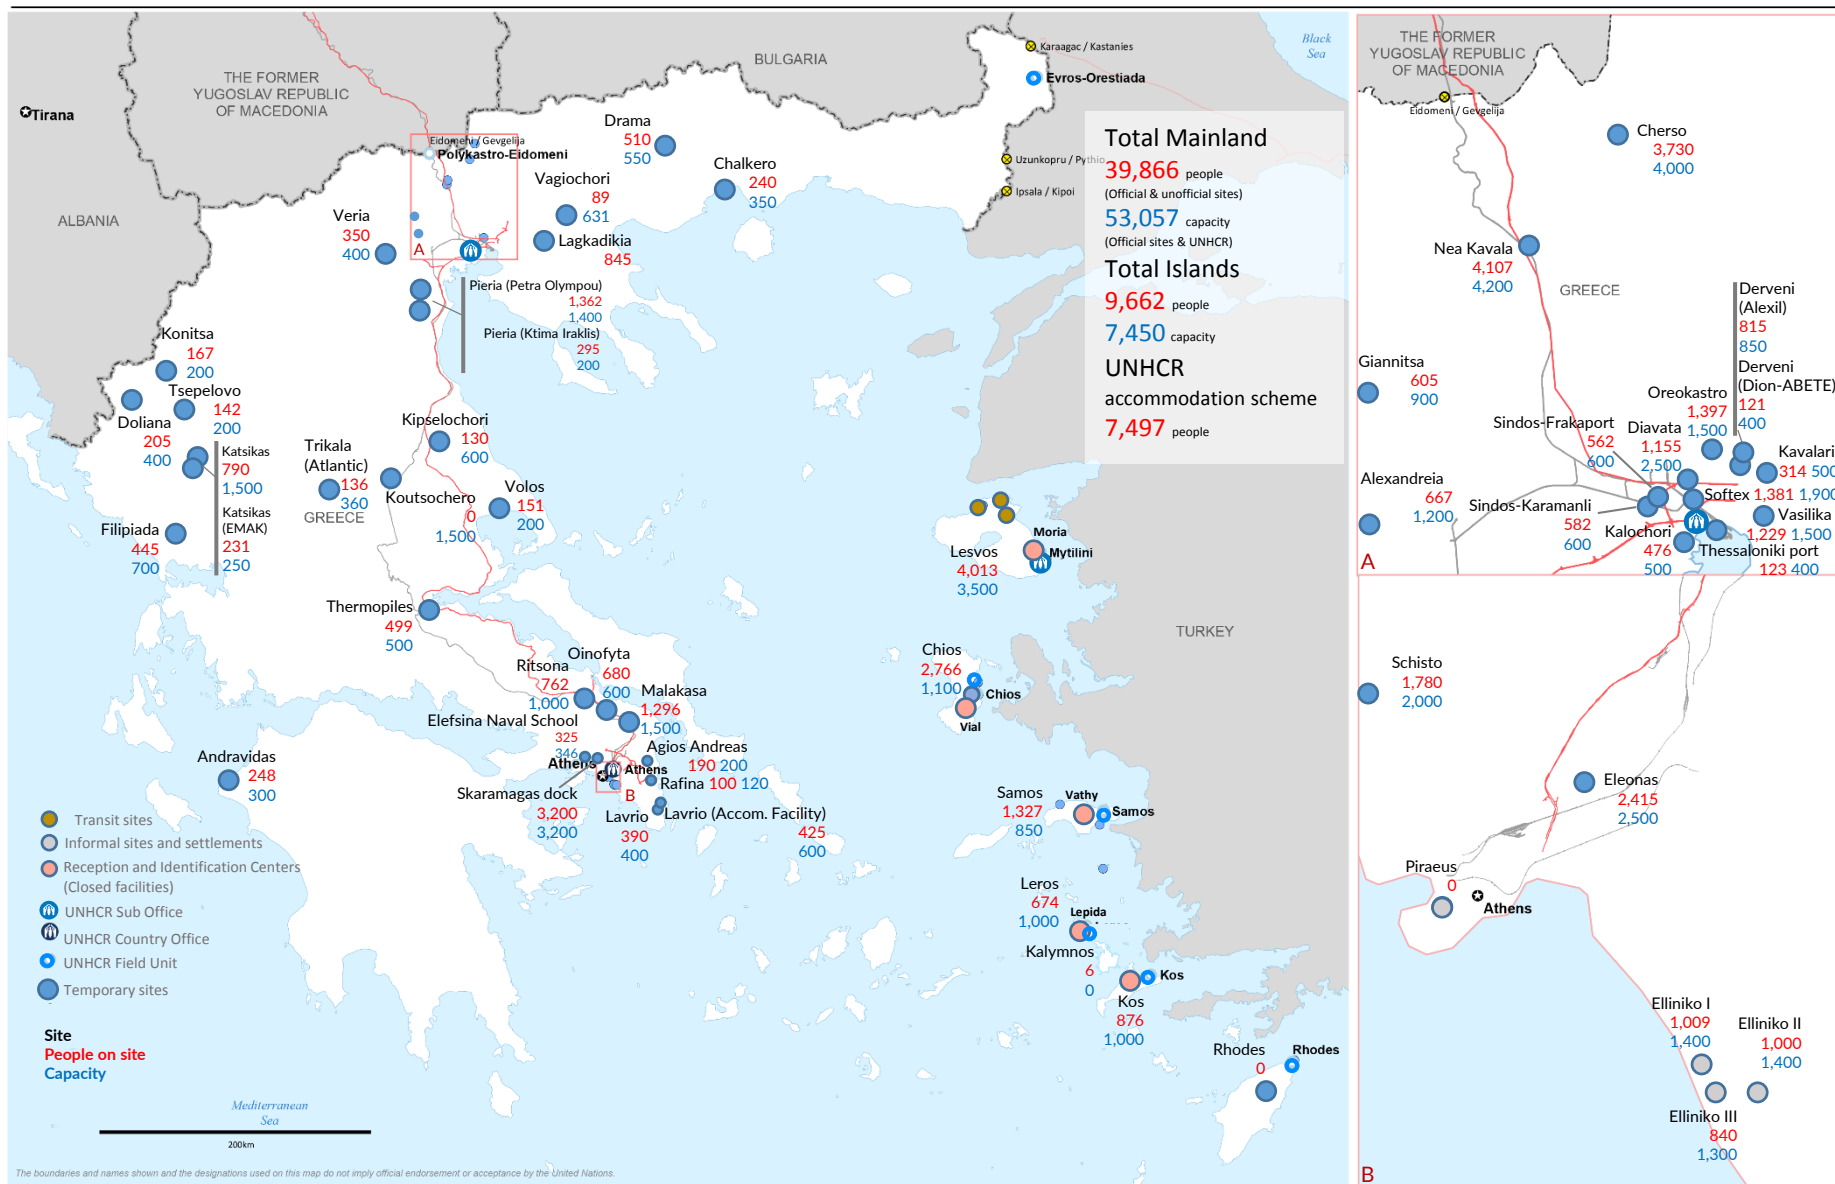 BULGARIA
Black
Sea
Karaagac / Kastanies
Evros-Orestiada
THE FORMER
YUGOSLAV REPUBLIC
OF MACEDONIA
Tirana
ALBANIA
Eidomeni / Gevgelija
Polykastro-Eidomeni
A
Drama
510
550
Chalkero
240
350
Vagiochori
89
631
Lagkadikia
845
Veria
350
400
Uzunkopru / Pythio
Ipsala / Kipoi
Total Mainland
39,866 people
(Official & unofficial sites)
53,057 capacity
(Official sites & UNHCR)
Total Islands
9,662 people
7,450 capacity
UNHCR
accommodation scheme
7,497 people
Pieria (Petra Olympou)
1,362
1,400
Pieria (Ktima Iraklis)
295
200
Konitsa
167
200
Tsepelovo
142
200
Doliana
205
400
Katsikas
790
1,500
Katsikas
(EMAK)
231
250
Filipiada
445
700
Trikala
(Atlantic)
136
360
GREECE
Kipselochori
130
600
Koutsochero
0
1,500
Volos
151
200
Thermopiles
499
500
Oinofyta
680
600
Ritsona
762
1,000
Malakasa
1,296
1,500
Elefsina Naval School
325
346
Athens
Athens
B
Agios Andreas
190 200
Rafina 100 120
Skaramagas dock
3,200
3,200
Lavrio
390
400
Lavrio (Accom. Facility)
425
600
Andravidas
248
300
Moria
Mytilini
Lesvos
4,013
3,500
TURKEY
Chios
2,766
1,100
Chios
Vial
Samos
1,327
850
Vathy
Samos
Leros
674
1,000
Lepida
Kalymnos
6
0
Kos
Kos
876
1,000
Rhodes
0
Rhodes
Transit sites
Informal sites and settlements
Reception and Identification Centers
(Closed facilities)
UNHCR Sub Office
UNHCR Country Office
UNHCR Field Unit
Temporary sites
Site
People on site
Capacity
Mediterranean
Sea
200km
The boundaries and names shown and the designations used on this map do not imply official endorsement or acceptance by the United Nations.
THE FORMER
YUGOSLAV REPUBLIC
OF MACEDONIA
Eidomeni / Gevgelija
Cherso
3,730
4,000
Nea Kavala
4,107
4,200
GREECE
Derveni
(Alexil)
815
850
Derveni
(Dion-ABETE)
121
400
Giannitsa
605
900
Oreokastro
1,397
1,500
Sindos-Frakaport
562
600
Diavata
1,155
2,500
Kavalari
314 500
Alexandreia
667
1,200
Softex 1,381 1,900
Sindos-Karamanli
582
600
Vasilika
1,229 1,500
Kalochori
476
500
Thessaloniki port
123 400
A
Schisto
1,780
2,000
Eleonas
2,415
2,500
Piraeus
0
Athens
Elliniko I
1,009
1,400
Elliniko II
1,000
1,400
Elliniko III
840
1,300
B